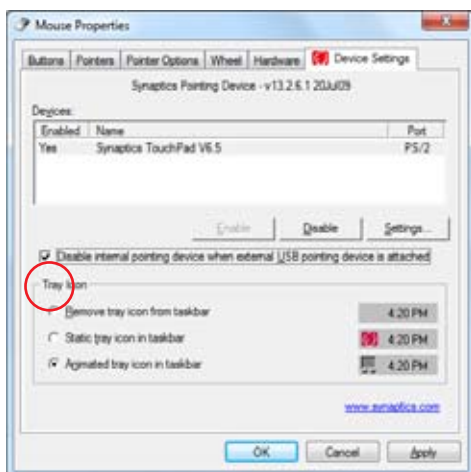 Mouse Properties
Buttons Pointers Pointer Options Wheel Hardware Device Settings
Synaptics Pointing Device - v13.2.6.1 20Jul09
Devices:
Enabled Name Port
Yes Synaptics TouchPad V6.5 PS/2
Enable Disable Settings...
Disable internal pointing device when external USB pointing device is attached
Tray Icon
Remove tray icon from taskbar 4:20 PM
Static tray icon in taskbar 4:20 PM
Animated tray icon in taskbar 4:20 PM
www.synaptics.com
OK Cancel Apply